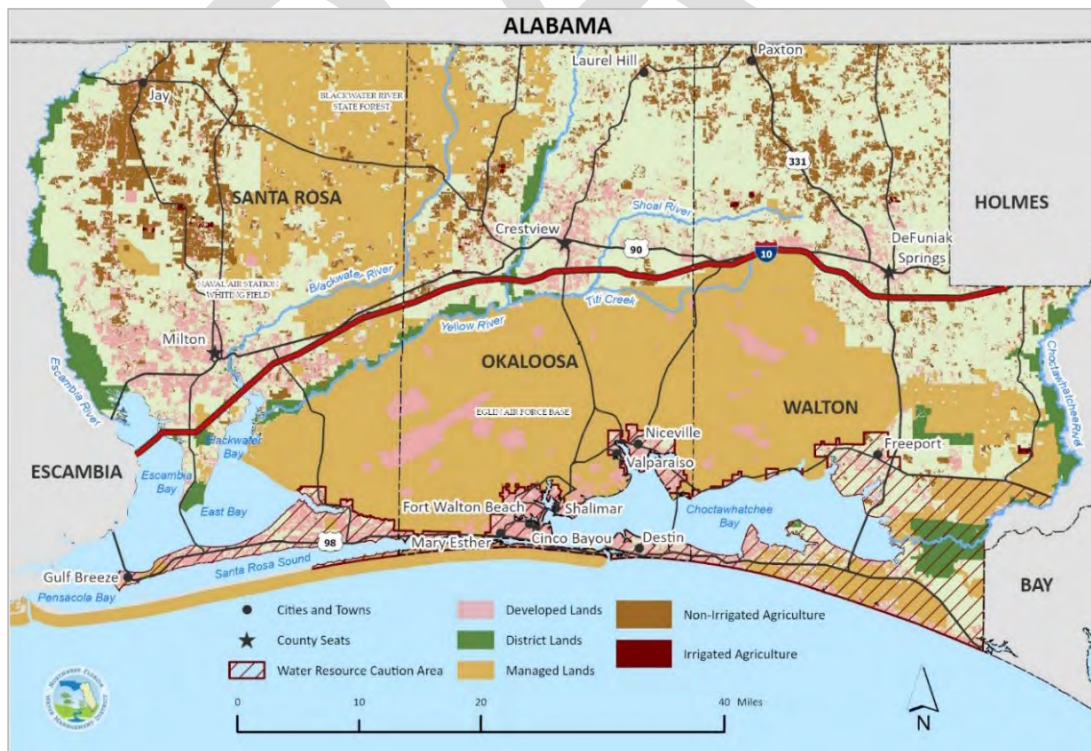 ALABAMA
Paxton
Laurel Hill
BLACKWATER RIVER
STATE FOREST
Jay
331
SANTA ROSA
HOLMES
Shoal River
Crestview
90
10
DeFuniak
Springs
Blackwater River
NAVAL AIR STATION
WHITING FIELD
Titi Creek
Milton
Yellow River
Escambia River
OKALOOSA
Choctawhatchee River
EGLIN AIR FORCE BASE
WALTON
Blackwater
Bay
Niceville
Freeport
ESCAMBIA
Valparaiso
Escambia
Bay
East Bay
Fort Walton Beach
Shalimar
Choctawhatchee
Bay
98
Mary Esther
Cinco Bayou
Destin
Gulf Breeze
Santa Rosa Sound
BAY
Pensacola Bay
Cities and Towns
Developed Lands
Non-Irrigated Agriculture
County Seats
District Lands
Irrigated Agriculture
Water Resource Caution Area
Managed Lands
NORTHWEST FLORIDA
WATER MANAGEMENT DISTRICT
0 10 20 40 Miles
N